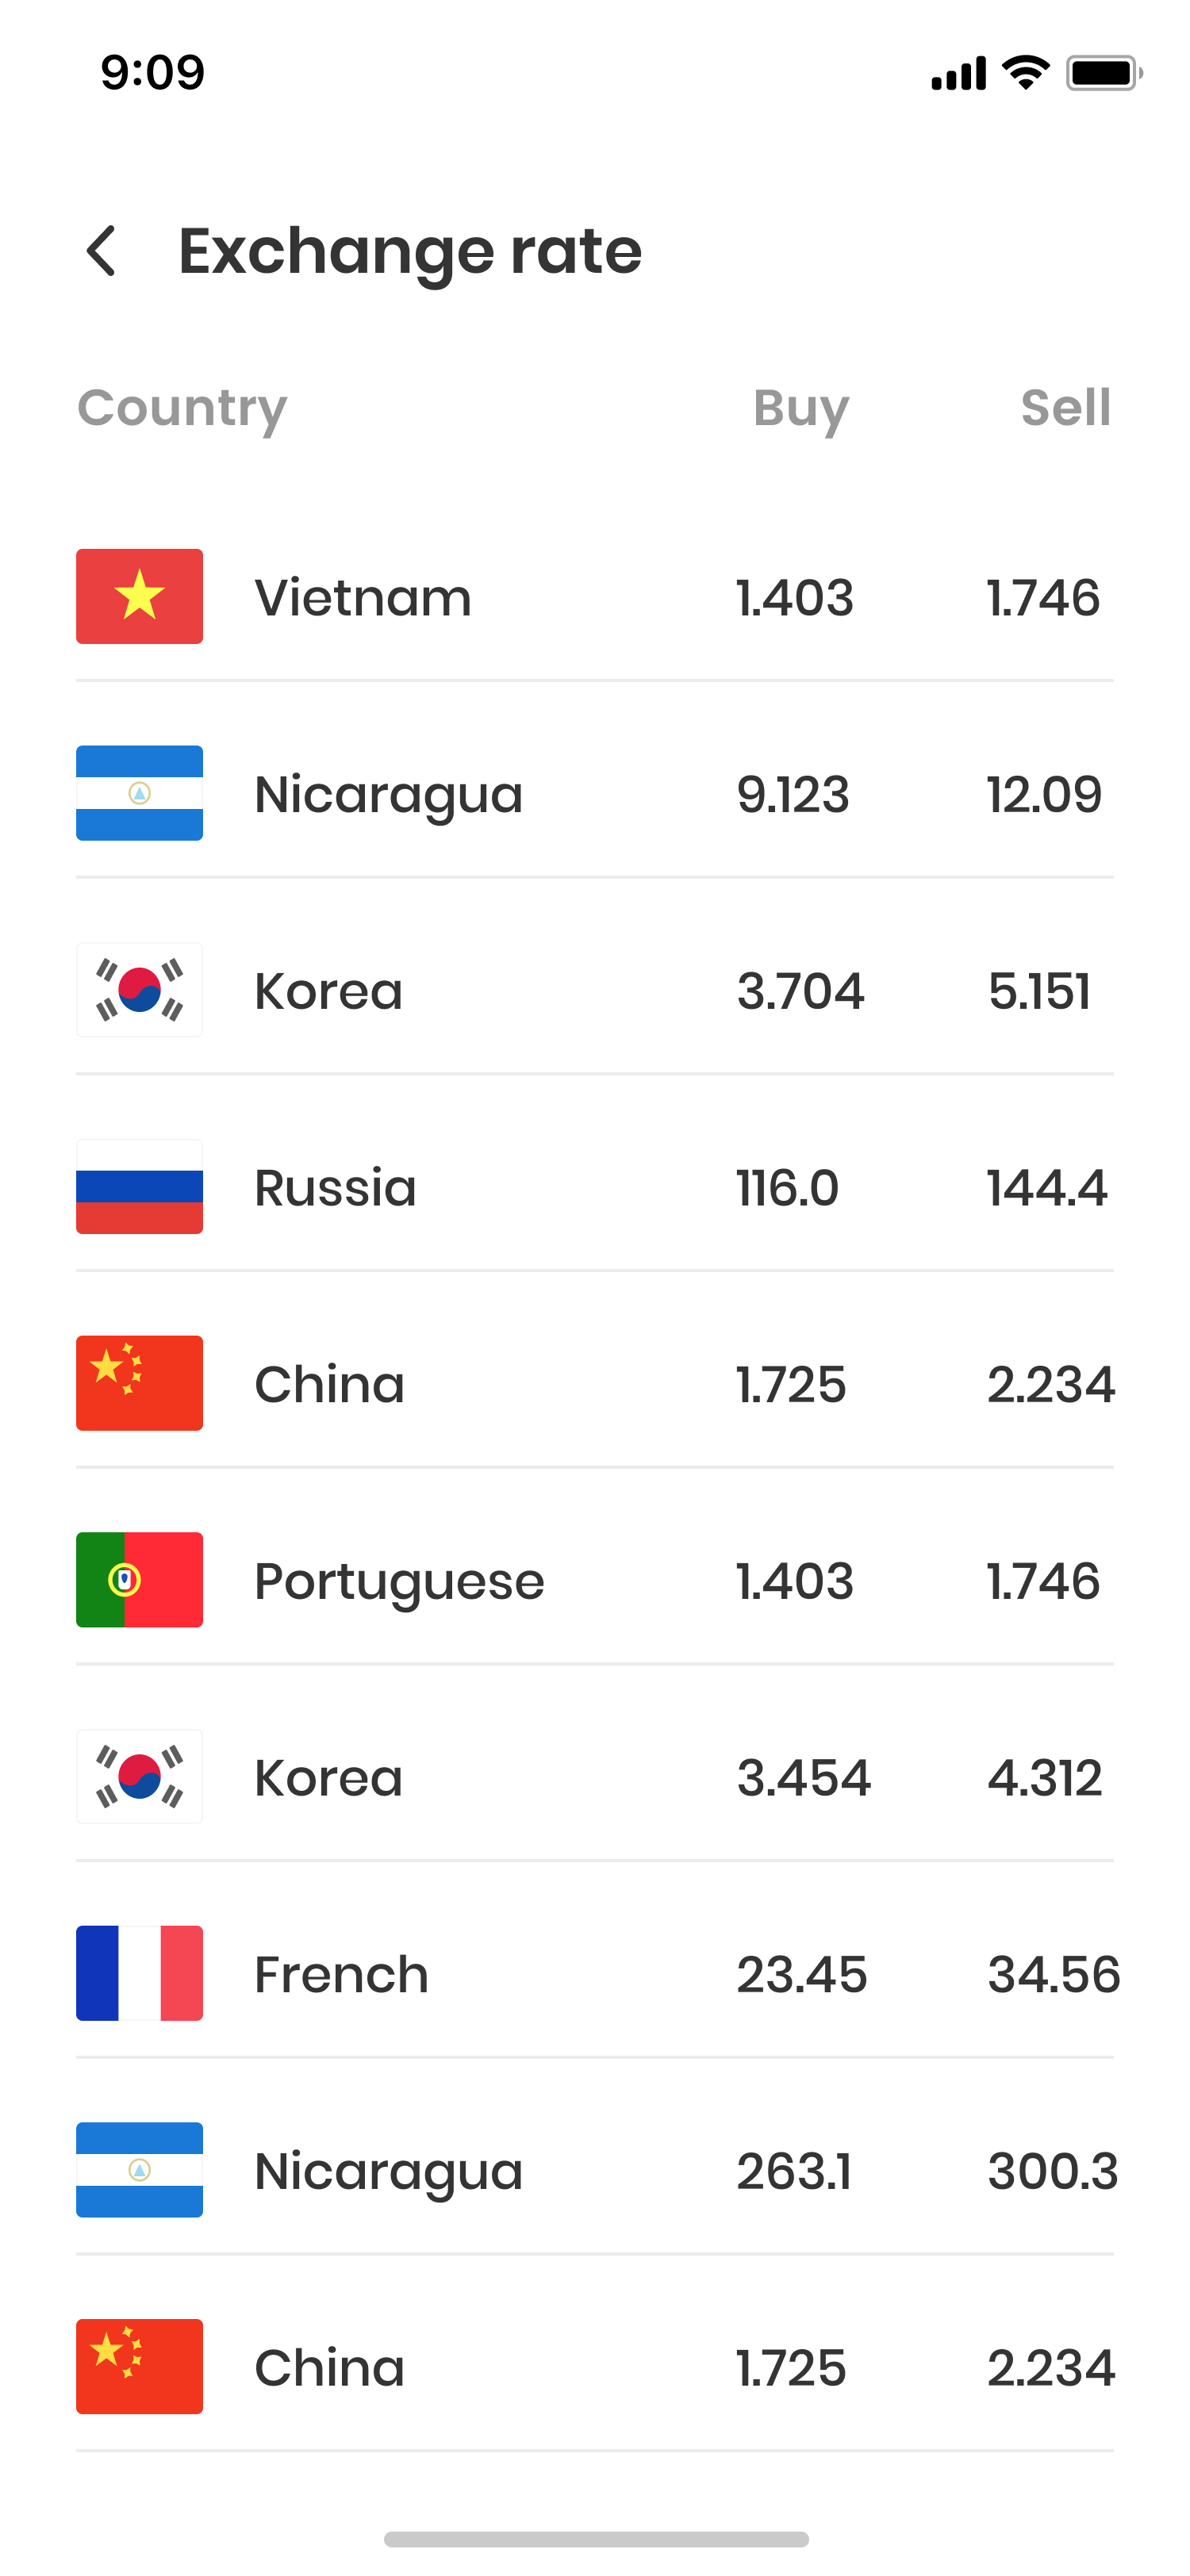 9:09
Exchange rate
Country Buy Sell
Vietnam 1.403 1.746
Nicaragua 9.123 12.09
Korea 3.704 5.151
Russia 116.0 144.4
China 1.725 2.234
Portuguese 1.403 1.746
Korea 3.454 4.312
French 23.45 34.56
Nicaragua 263.1 300.3
China 1.725 2.234